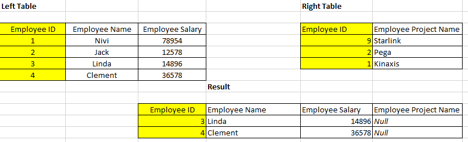 Left Table Right Table
Employee ID Employee Name Employee Salary Employee ID Employee Project Name
1 Nivi 78954 9 Starlink
2 Jack 12578 2 Pega
3 Linda 14896 1 Kinaxis
4 Clement 36578
Result
Employee ID Employee Name Employee Salary Employee Project Name
3 Linda 14896 Null
4 Clement 36578 Null